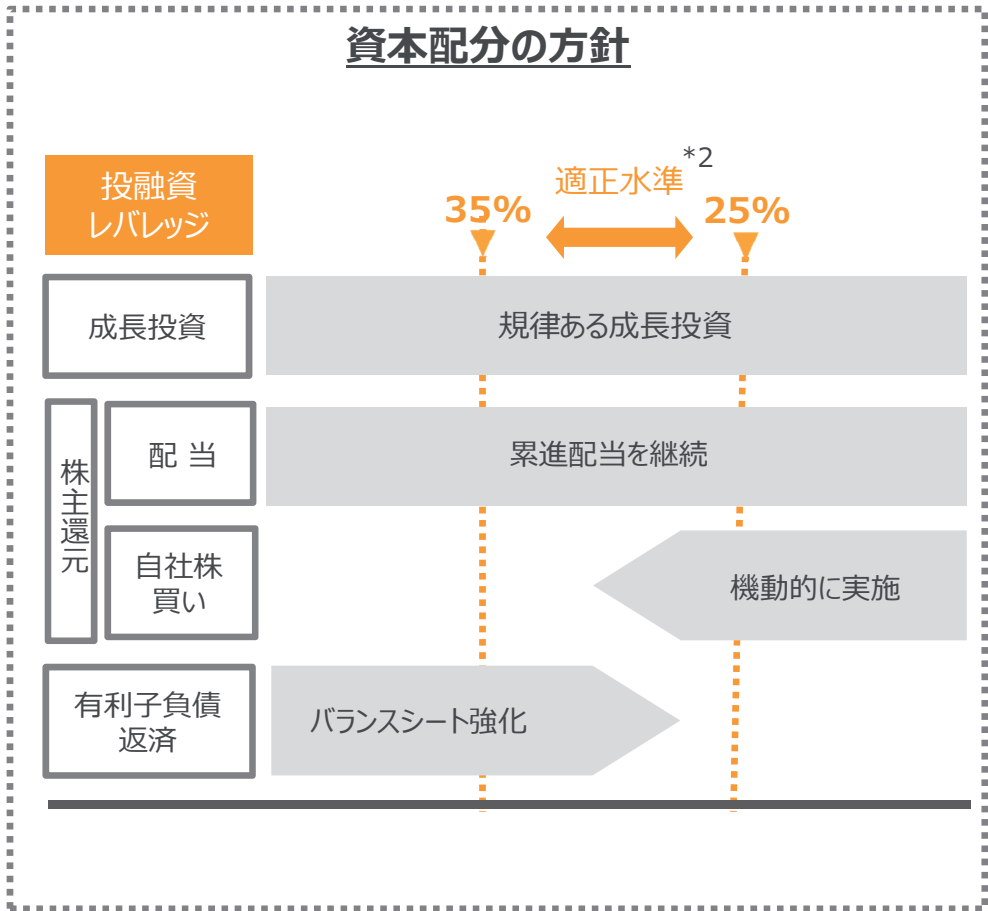 資本配分の方針
投融資
レバレッジ
35%
適正水準*2
25%
成長投資
規律ある成長投資
株主還元
配 当
累進配当を継続
自社株
買い
機動的に実施
有利子負債
返済
バランスシート強化